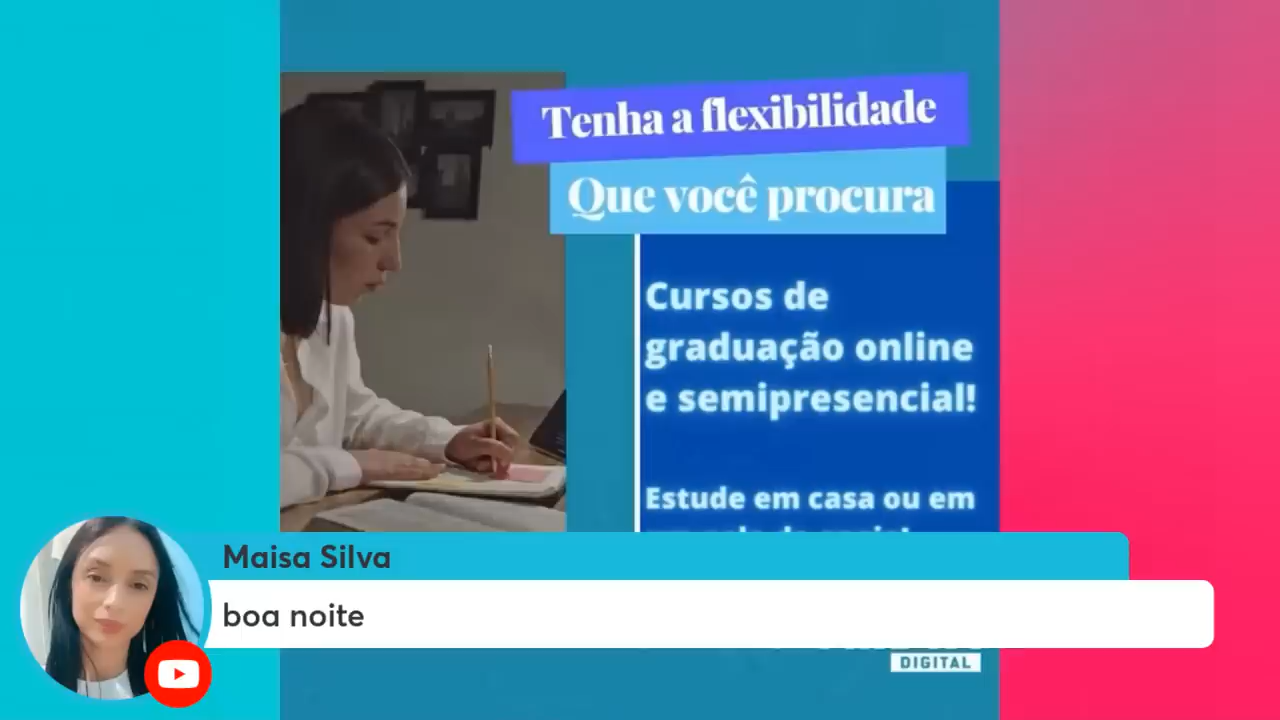 Tenha a flexibilidade
Que você procura
Cursos de
graduação online
e semipresencial!
Estude em casa ou em
Maisa Silva
boa noite
DIGITAL